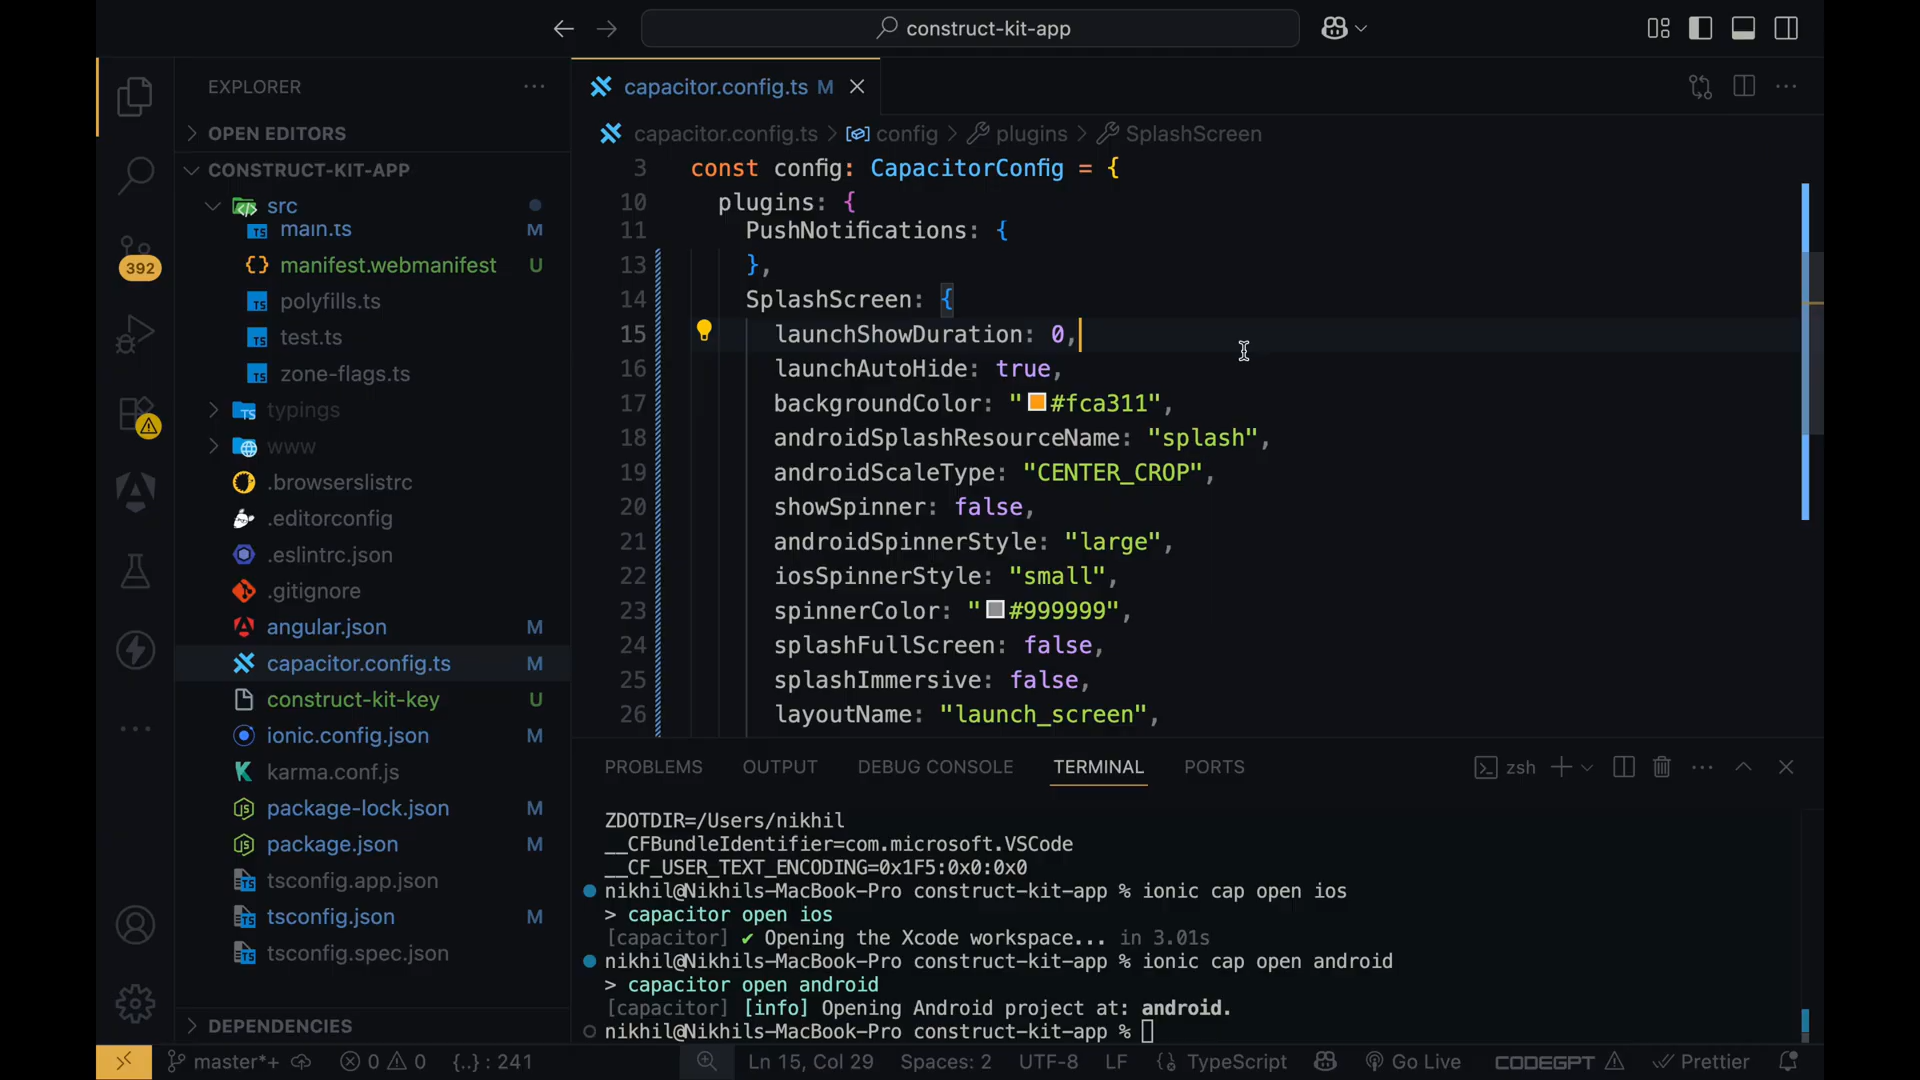 construct-kit-app
EXPLORER
OPEN EDITORS
CONSTRUCT-KIT-APP
src
main.ts M
manifest.webmanifest U
polyfills.ts
test.ts
zone-flags.ts
typings
www
.browserslistrc
.editorconfig
.eslintrc.json
.gitignore
angular.json M
capacitor.config.ts M
construct-kit-key U
ionic.config.json M
karma.conf.js
package-lock.json M
package.json M
tsconfig.app.json
tsconfig.json M
tsconfig.spec.json
DEPENDENCIES
392
capacitor.config.ts M
capacitor.config.ts > config > plugins > SplashScreen
3 const config: CapacitorConfig = {
10 plugins: {
11 PushNotifications: {
13 },
14 SplashScreen: {
15 launchShowDuration: 0,
16 launchAutoHide: true,
17 backgroundColor: "#fca311",
18 androidSplashResourceName: "splash",
19 androidScaleType: "CENTER_CROP",
20 showSpinner: false,
21 androidSpinnerStyle: "large",
22 iosSpinnerStyle: "small",
23 spinnerColor: "#999999",
24 splashFullScreen: false,
25 splashImmersive: false,
26 layoutName: "launch_screen",
PROBLEMS OUTPUT DEBUG CONSOLE TERMINAL PORTS zsh
ZDOTDIR=/Users/nikhil
__CFBundleIdentifier=com.microsoft.VSCode
__CF_USER_TEXT_ENCODING=0x1F5:0x0:0x0
nikhil@Nikhils-MacBook-Pro construct-kit-app % ionic cap open ios
> capacitor open ios
[capacitor] ✔ Opening the Xcode workspace... in 3.01s
nikhil@Nikhils-MacBook-Pro construct-kit-app % ionic cap open android
> capacitor open android
[capacitor] [info] Opening Android project at: android.
nikhil@Nikhils-MacBook-Pro construct-kit-app %
master*+ 0 0 {..} : 241 Ln 15, Col 29 Spaces: 2 UTF-8 LF TypeScript Go Live CODEGPT Prettier